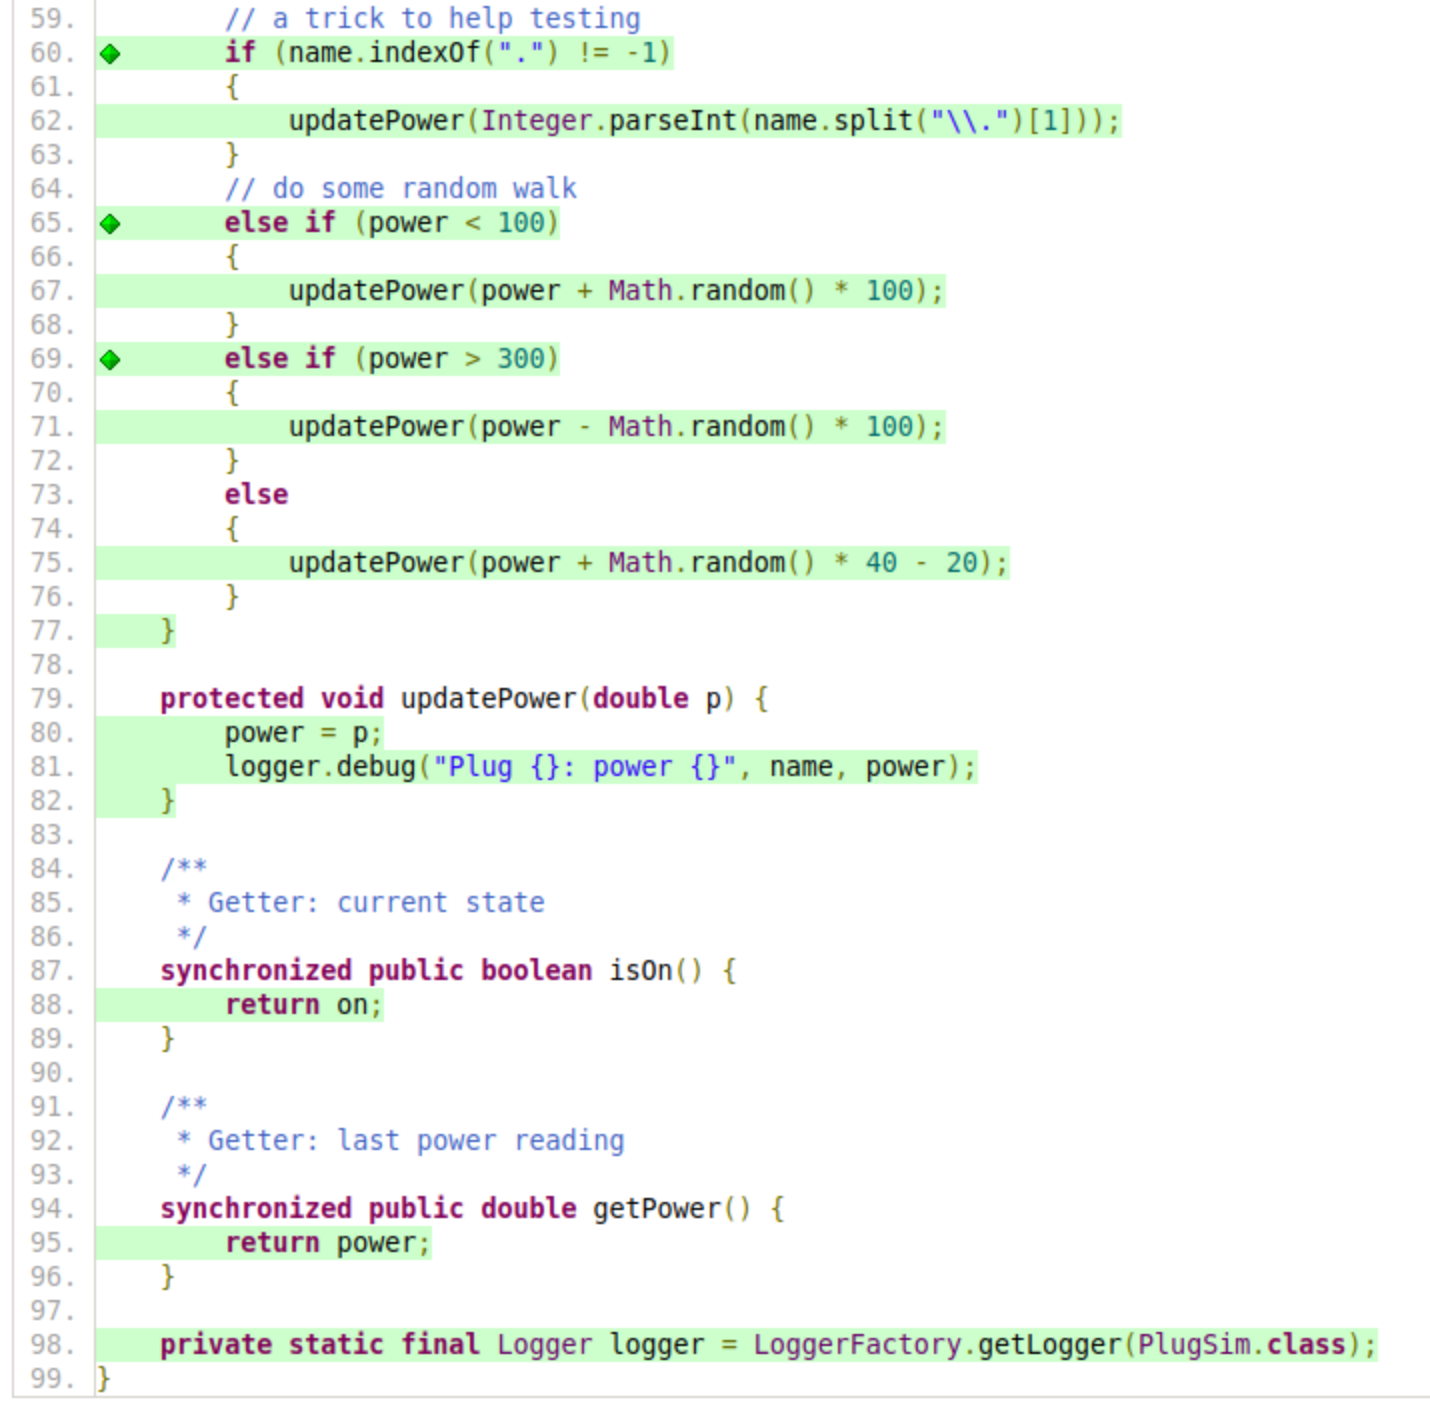 59.         // a trick to help testing
60.         if (name.indexOf(".") != -1)
61.         {
62.             updatePower(Integer.parseInt(name.split("\\.")[1]));
63.         }
64.         // do some random walk
65.         else if (power < 100)
66.         {
67.             updatePower(power + Math.random() * 100);
68.         }
69.         else if (power > 300)
70.         {
71.             updatePower(power - Math.random() * 100);
72.         }
73.         else
74.         {
75.             updatePower(power + Math.random() * 40 - 20);
76.         }
77.     }
78.
79.     protected void updatePower(double p) {
80.         power = p;
81.         logger.debug("Plug {}: power {}", name, power);
82.     }
83.
84.     /**
85.      * Getter: current state
86.      */
87.     synchronized public boolean isOn() {
88.         return on;
89.     }
90.
91.     /**
92.      * Getter: last power reading
93.      */
94.     synchronized public double getPower() {
95.         return power;
96.     }
97.
98.     private static final Logger logger = LoggerFactory.getLogger(PlugSim.class);
99. }